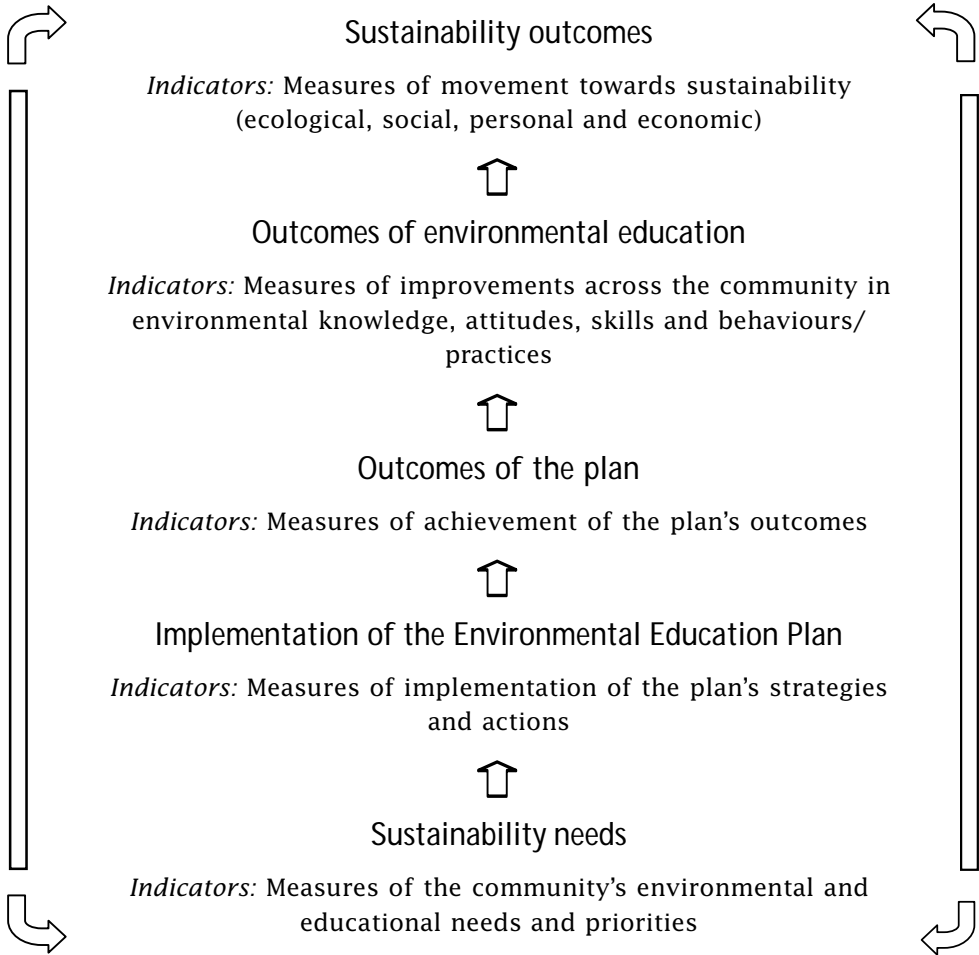 Sustainability outcomes
Indicators: Measures of movement towards sustainability
(ecological, social, personal and economic)
Outcomes of environmental education
Indicators: Measures of improvements across the community in
environmental knowledge, attitudes, skills and behaviours/
practices
Outcomes of the plan
Indicators: Measures of achievement of the plan’s outcomes
Implementation of the Environmental Education Plan
Indicators: Measures of implementation of the plan’s strategies
and actions
Sustainability needs
Indicators: Measures of the community’s environmental and
educational needs and priorities